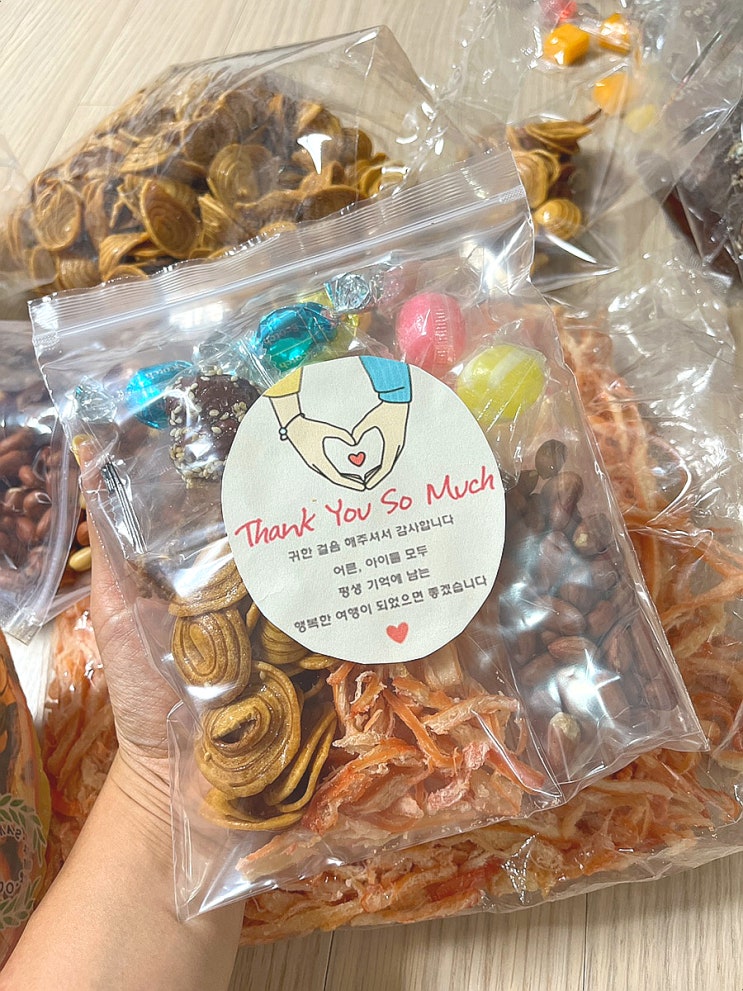 Thank You So Much
귀한 걸음 해주셔서 감사합니다
어른, 아이들 모두
평생 기억에 남는
행복한 여행이 되었으면 좋겠습니다